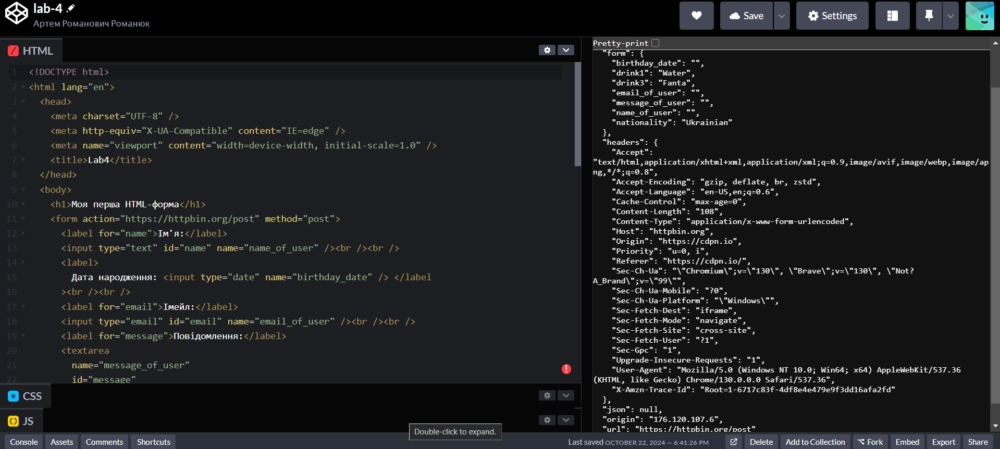 lab-4
Артем Романович Романюк
Save
Settings
HTML
1 <!DOCTYPE html>
2 <html lang="en">
3 <head>
4 <meta charset="UTF-8" />
5 <meta http-equiv="X-UA-Compatible" content="IE=edge" />
6 <meta name="viewport" content="width=device-width, initial-scale=1.0" />
7 <title>Lab4</title>
8 </head>
9 <body>
10 <h1>Моя перша HTML-форма</h1>
11 <form action="https://httpbin.org/post" method="post">
12 <label for="name">Ім'я:</label>
13 <input type="text" id="name" name="name_of_user" /><br /><br />
14 <label>
15 Дата народження: <input type="date" name="birthday_date" /> </label
16 ><br /><br />
17 <label for="email">Імейл:</label>
18 <input type="email" id="email" name="email_of_user" /><br /><br />
19 <label for="message">Повідомлення:</label>
20 <textarea
21 name="message_of_user"
22 id="message"
CSS
JS
Double-click to expand.
Pretty-print
"form": {
"birthday_date": "",
"drink1": "Water",
"drink3": "Fanta",
"email_of_user": "",
"message_of_user": "",
"name_of_user": "",
"nationality": "Ukrainian"
},
"headers": {
"Accept":
"text/html,application/xhtml+xml,application/xml;q=0.9,image/avif,image/webp,image/ap
ng,*/*;q=0.8",
"Accept-Encoding": "gzip, deflate, br, zstd",
"Accept-Language": "en-US,en;q=0.6",
"Cache-Control": "max-age=0",
"Content-Length": "108",
"Content-Type": "application/x-www-form-urlencoded",
"Host": "httpbin.org",
"Origin": "https://cdpn.io",
"Priority": "u=0, i",
"Referer": "https://cdpn.io/",
"Sec-Ch-Ua": "\"Chromium\";v=\"130\", \"Brave\";v=\"130\", \"Not?
A_Brand\";v=\"99\"",
"Sec-Ch-Ua-Mobile": "?0",
"Sec-Ch-Ua-Platform": "\"Windows\"",
"Sec-Fetch-Dest": "iframe",
"Sec-Fetch-Mode": "navigate",
"Sec-Fetch-Site": "cross-site",
"Sec-Fetch-User": "?1",
"Sec-Gpc": "1",
"Upgrade-Insecure-Requests": "1",
"User-Agent": "Mozilla/5.0 (Windows NT 10.0; Win64; x64) AppleWebKit/537.36
(KHTML, like Gecko) Chrome/130.0.0.0 Safari/537.36",
"X-Amzn-Trace-Id": "Root=1-6717c83f-4df8e4e479e9f3dd16afa2fd"
},
"json": null,
"origin": "176.120.107.6",
"url": "https://httpbin.org/post"
Console
Assets
Comments
Shortcuts
Last saved OCTOBER 22, 2024 — 6:41:26 PM
Delete
Add to Collection
Fork
Embed
Export
Share